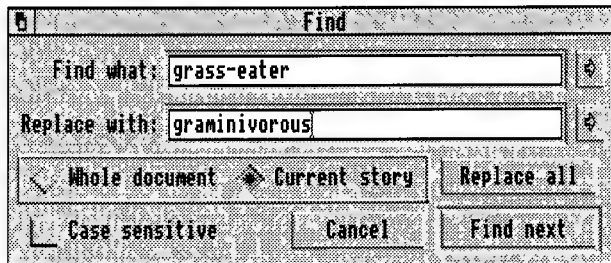 Find
Find what: grass-eater
Replace with: graminivorous
Whole document Current story Replace all
Case sensitive Cancel Find next